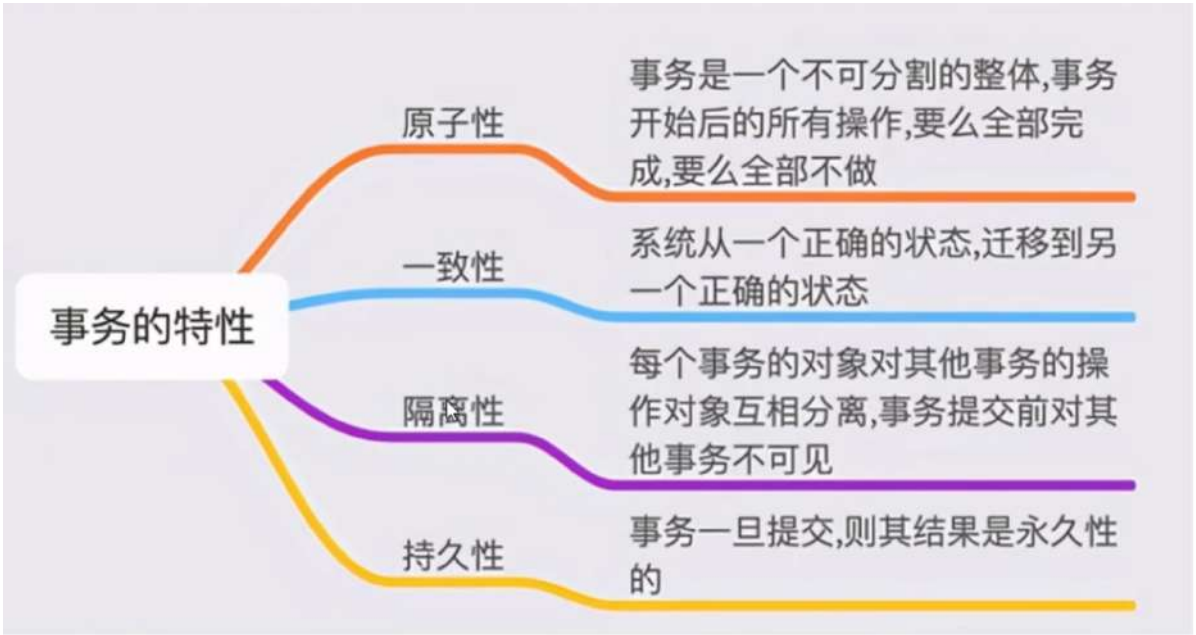 事务的特性
原子性
事务是一个不可分割的整体,事务
开始后的所有操作,要么全部完
成,要么全部不做
一致性
系统从一个正确的状态,迁移到另
一个正确的状态
隔离性
每个事务的对象对其他事务的操
作对象互相分离,事务提交前对其
他事务不可见
持久性
事务一旦提交,则其结果是永久性
的